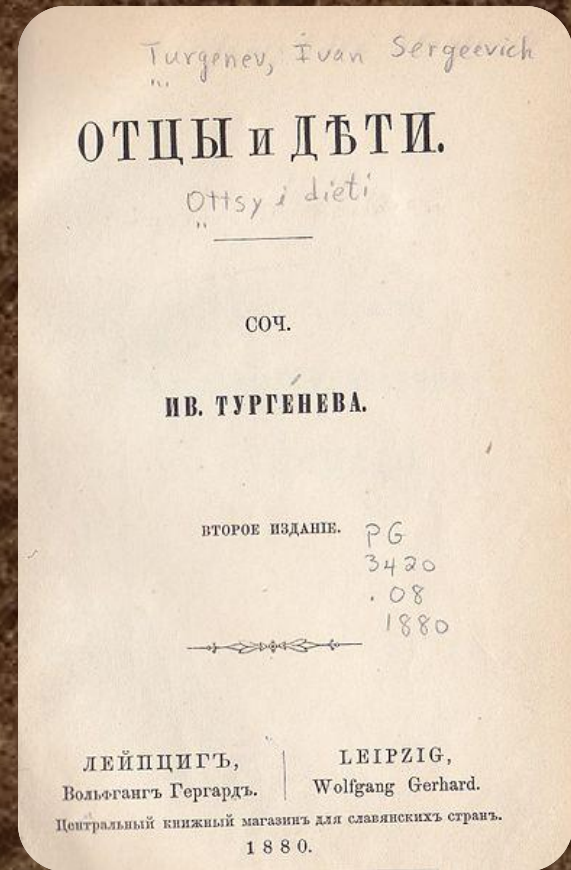 Turgenev, Ivan Sergeevich
ОТЦЫ и ДѢТИ.
Ottsy i dieti
СОЧ.
ИВ. ТУРГЕНЕВА.
ВТОРОЕ ИЗДАНІЕ.
PG
3420
.O8
1880
ЛЕЙПЦИГЪ,
Вольфгангъ Гергардъ.
LEIPZIG,
Wolfgang Gerhard.
Центральный книжный магазинъ для славянскихъ странъ.
1880.